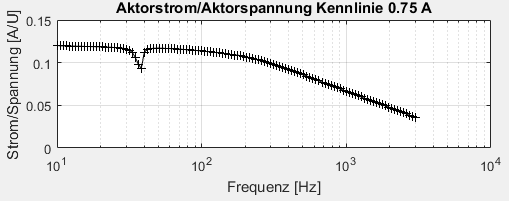 Aktorstrom/Aktorspannung Kennlinie 0.75 A
Strom/Spannung [A/U]
0.15
0.1
0.05
0
10^1
10^2
10^3
10^4
Frequenz [Hz]